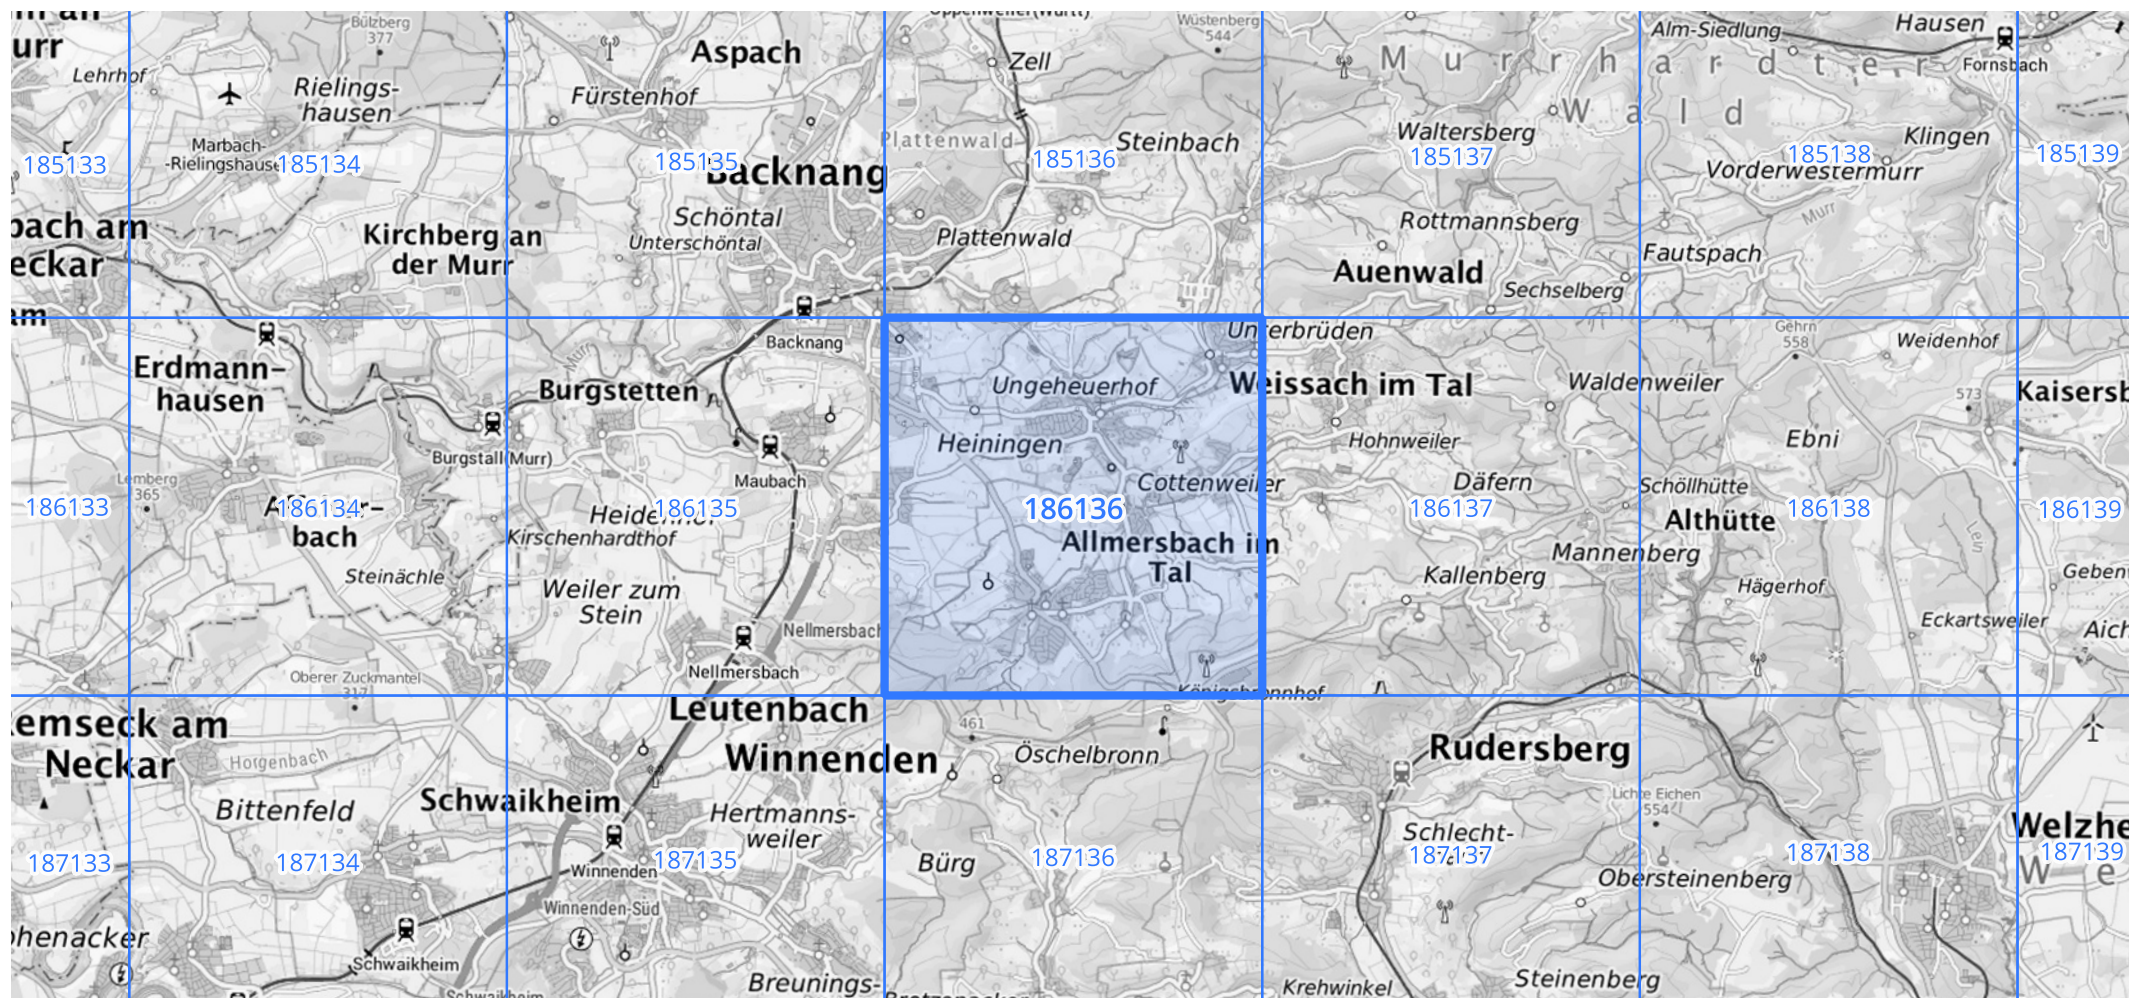 Bülzberg
377
Aspach
Zell
Wüstenberg
544
Murrhardter
Wald
Alm-Siedlung
Hausen
Fornsbach
Lehrhof
Rielings-
hausen
Fürstenhof
Plattenwald
Steinbach
Waltersberg
Klingen
Marbach-
185133
185134
185135
185136
185137
185138
185139
Backnang
Vorderwestermurr
Murr
Schöntal
Unterschöntal
Plattenwald
Rottmannsberg
Fautspach
Kirchberg an
der Murr
Auenwald
Sechselberg
Erdmann-
hausen
Murr
Burgstetten
Backnang
Unterbrüden
Ungeheuerhof
Weissach im Tal
Waldenweiler
Gehrn
558
Weidenhof
573
Burgstall(Murr)
Maubach
Heiningen
Hohnweiler
Ebni
Lemberg
365
Cottenweiler
Däfern
Schöllhütte
186133
186134
186135
186136
186137
186138
186139
bach
Kirschenhardthof
Allmersbach im
Tal
Althütte
Mannenberg
Steinächle
Weiler zum
Stein
Kallenberg
Hägerhof
Eckartsweiler
Nellmersbach
Nellmersbach
Oberer Zuckmantel
317
Königsbronnhof
Neckar
Horgenbach
Leutenbach
Winnenden
461
Öschelbronn
Rudersberg
Bittenfeld
Schwaikheim
Hertmanns-
weiler
Lichte Eichen
554
Schlecht-
187133
187134
187135
187136
187137
187138
187139
Winnenden
Bürg
Obersteinenberg
Winnenden-Süd
Schwaikheim
Breunings-
Krehwinkel
Steinenberg